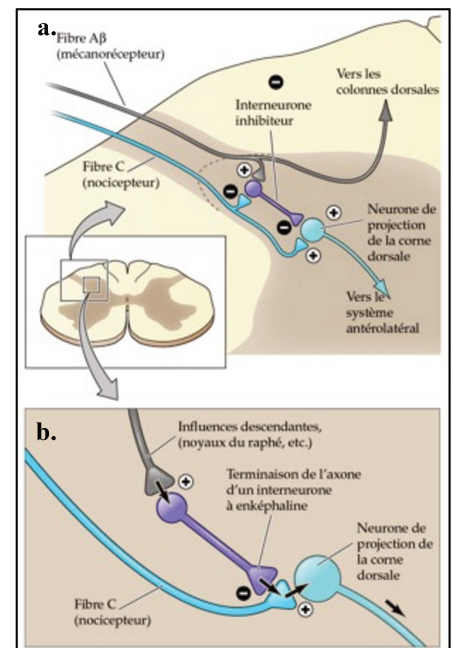 a.
Fibre Aβ
(mécanorécepteur)
Vers les
colonnes dorsales
Interneurone
inhibiteur
Fibre C
(nocicepteur)
Neurone de
projection
de la corne
dorsale
Vers le
système
antérolatéral
b.
Influences descendantes,
(noyaux du raphé, etc.)
Terminaison de l'axone
d'un interneurone
à enképhaline
Neurone de
projection de
la corne
dorsale
Fibre C
(nocicepteur)